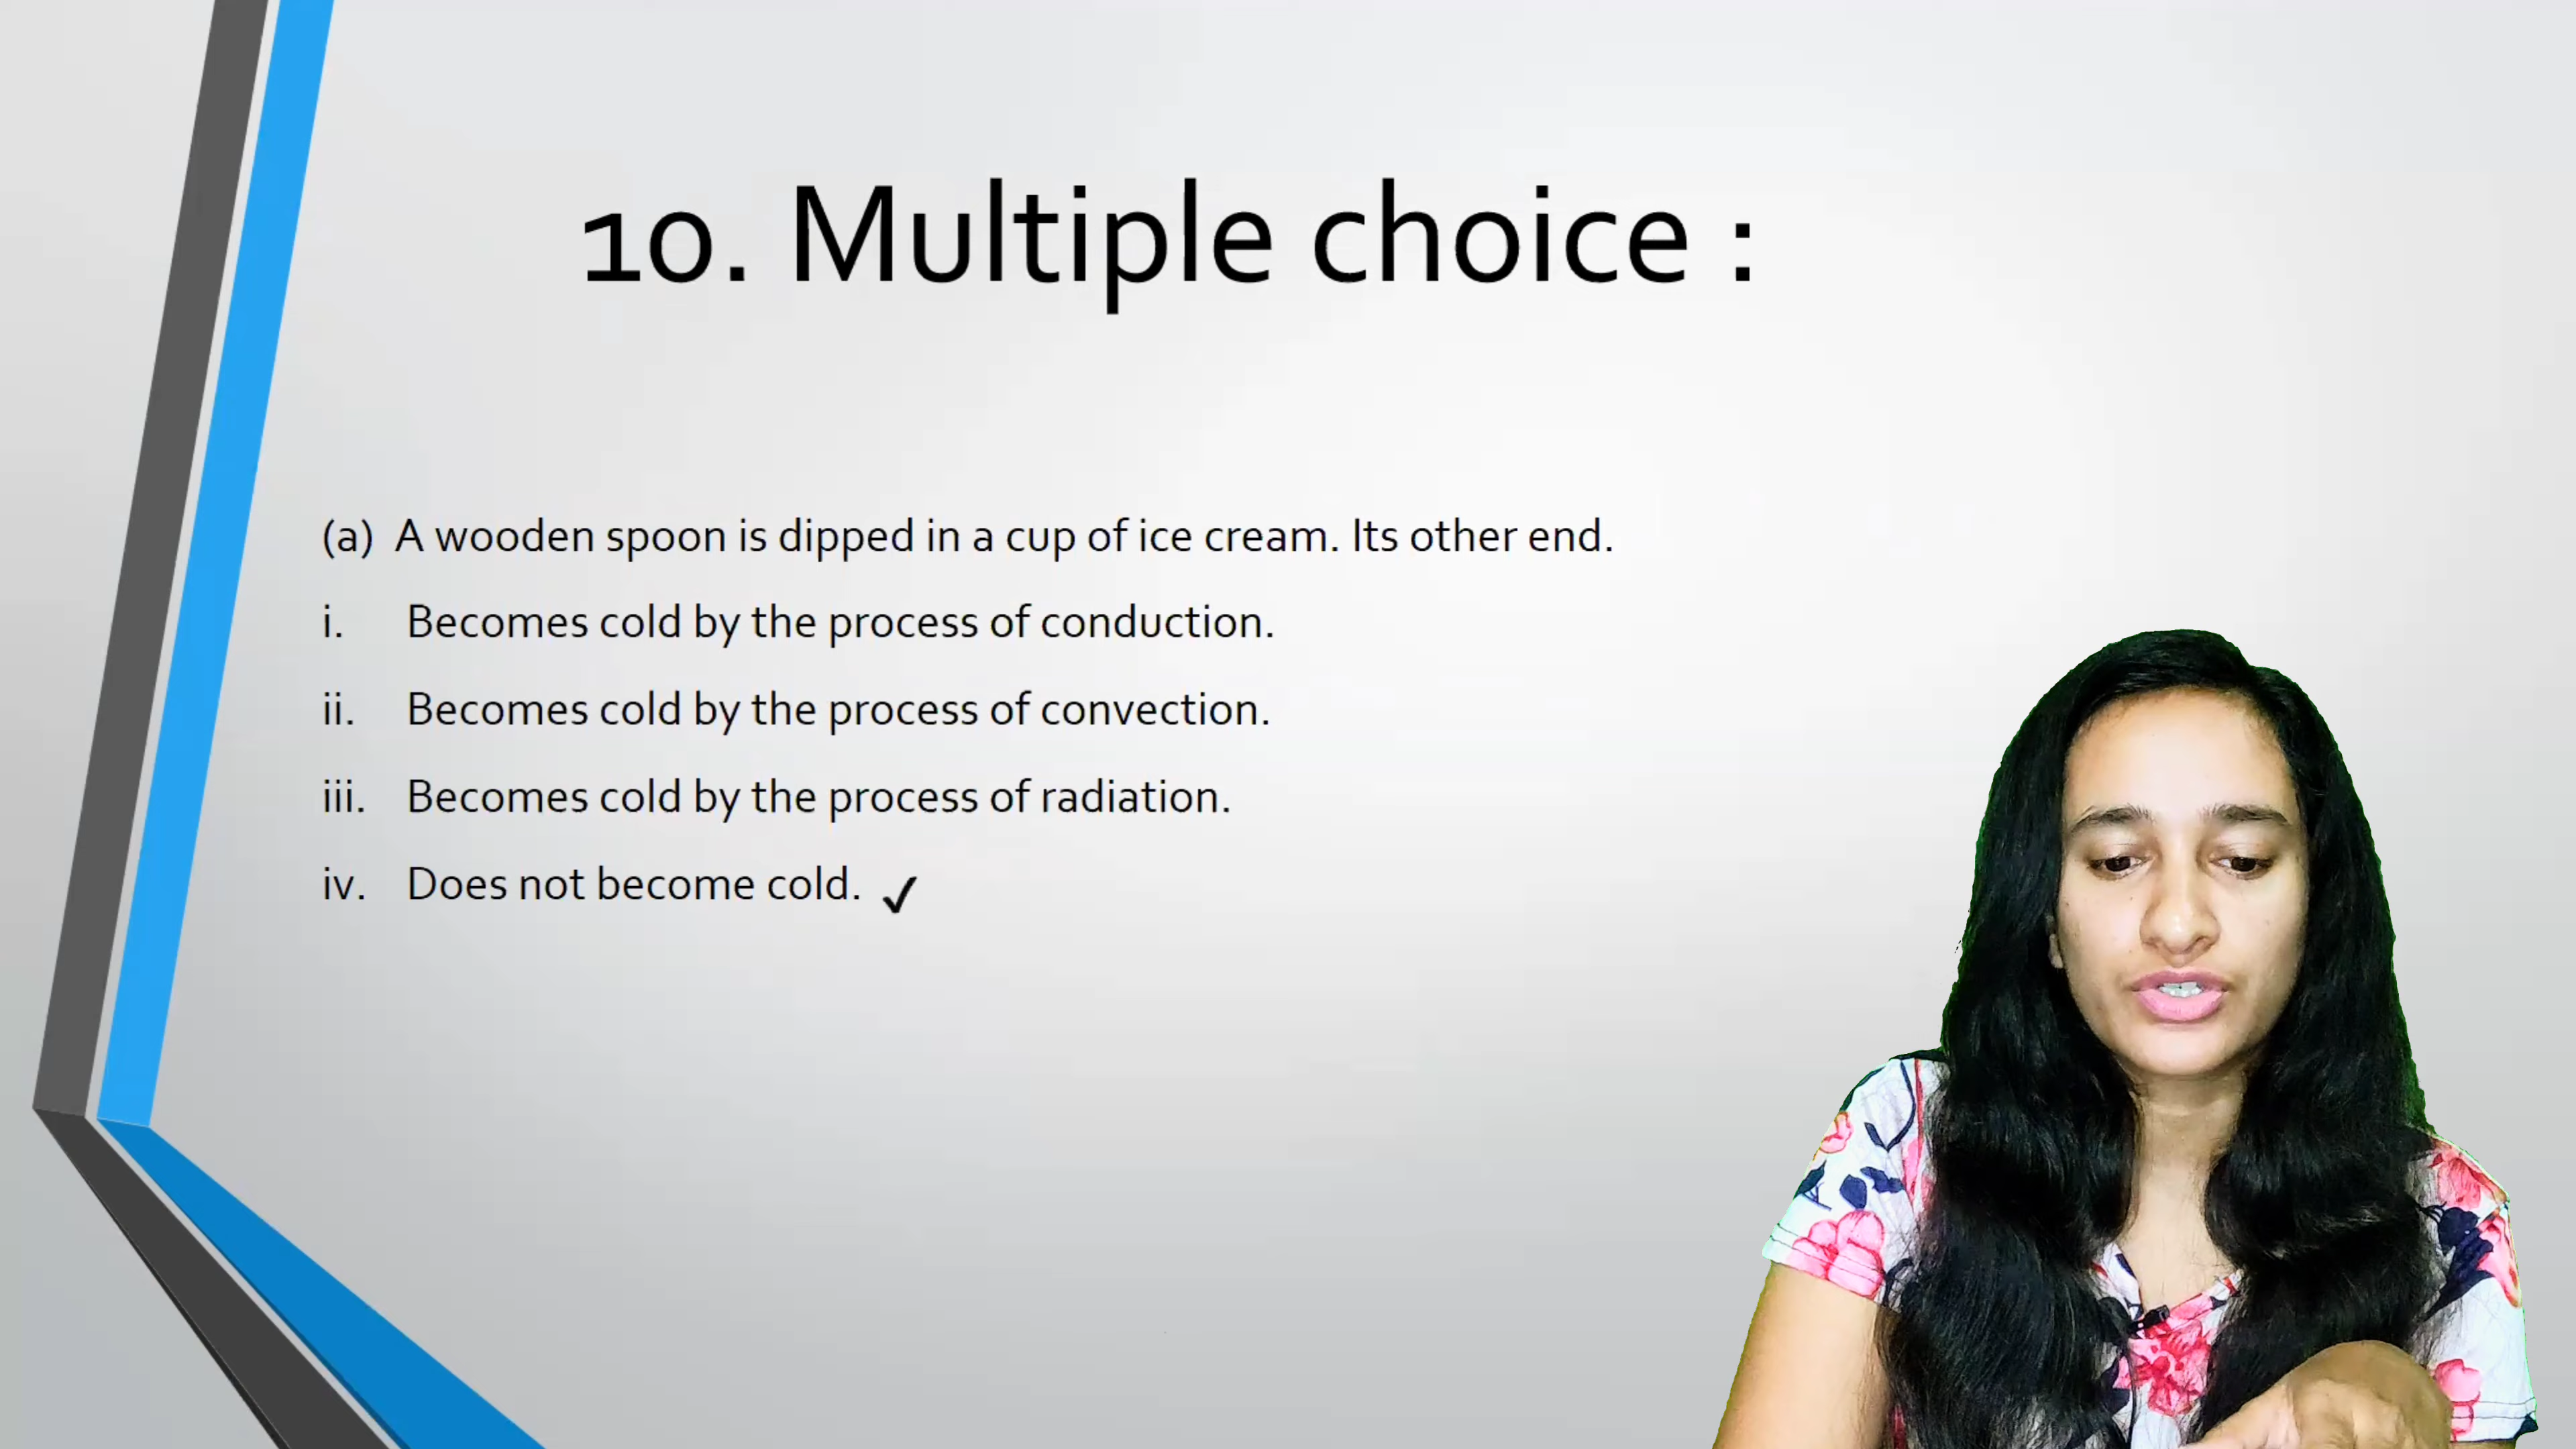 10. Multiple choice :
(a) A wooden spoon is dipped in a cup of ice cream. Its other end.
i. Becomes cold by the process of conduction.
ii. Becomes cold by the process of convection.
iii. Becomes cold by the process of radiation.
iv. Does not become cold. ✓